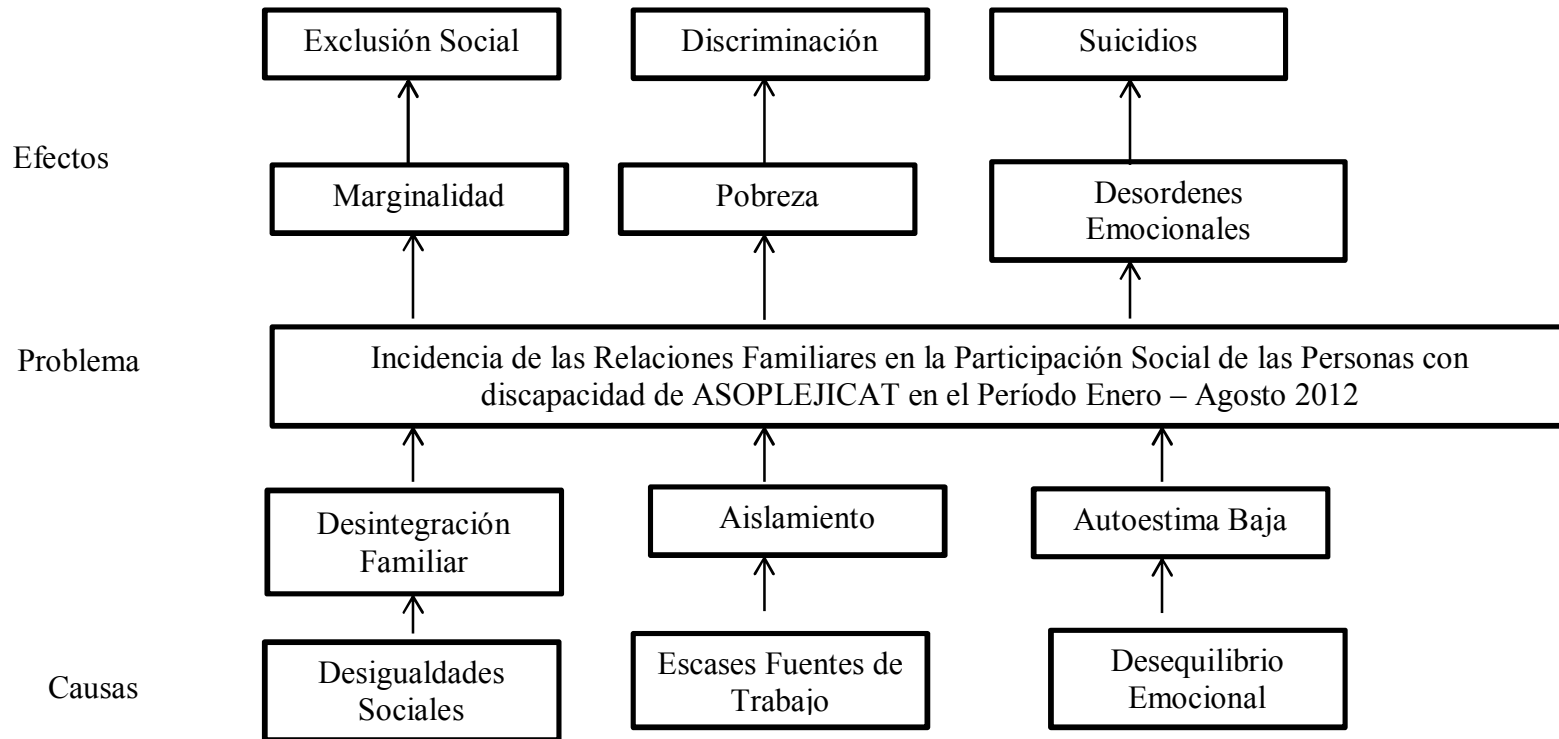 Exclusión Social
Discriminación
Suicidios
Efectos
Marginalidad
Pobreza
Desordenes
Emocionales
Problema
Incidencia de las Relaciones Familiares en la Participación Social de las Personas con
discapacidad de ASOPLEJICAT en el Período Enero – Agosto 2012
Desintegración
Familiar
Aislamiento
Autoestima Baja
Causas
Desigualdades
Sociales
Escases Fuentes de
Trabajo
Desequilibrio
Emocional